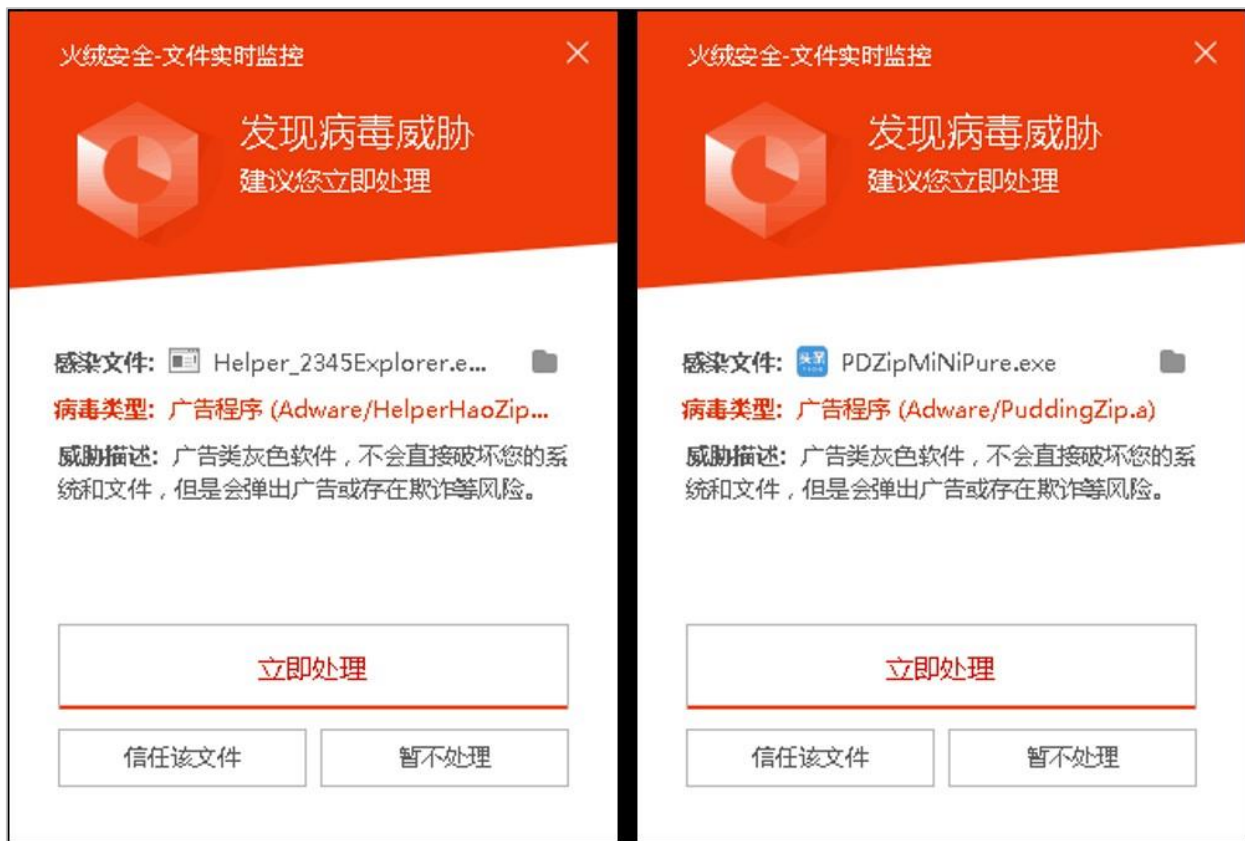 火绒安全-文件实时监控
发现病毒威胁
建议您立即处理
感染文件: Helper_2345Explorer.e...
病毒类型: 广告程序 (Adware/HelperHaoZip...
威胁描述: 广告类灰色软件，不会直接破坏您的系
统和文件，但是会弹出广告或存在欺诈等风险。
立即处理
信任该文件 暂不处理
火绒安全-文件实时监控
发现病毒威胁
建议您立即处理
感染文件: 头条 PDZipMiNiPure.exe
病毒类型: 广告程序 (Adware/PuddingZip.a)
威胁描述: 广告类灰色软件，不会直接破坏您的系
统和文件，但是会弹出广告或存在欺诈等风险。
立即处理
信任该文件 暂不处理